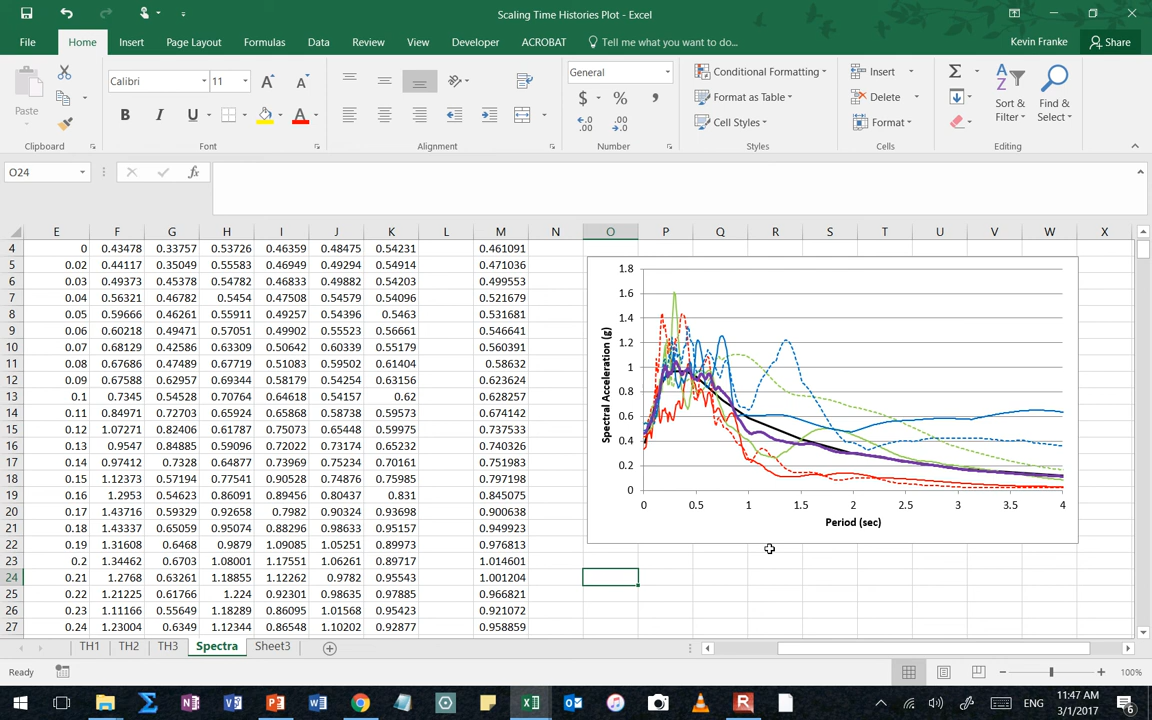 Scaling Time Histories Plot - Excel
File Home Insert Page Layout Formulas Data Review View Developer ACROBAT Tell me what you want to do... Kevin Franke Share
Paste Calibri 11 General Conditional Formatting Insert
B I U $ % , Format as Table Delete Sort & Filter Find & Select
Cell Styles Format
Clipboard Font Alignment Number Styles Cells Editing
O24 fx
E F G H I J K L M N O P Q R S T U V W X
4 0 0.43478 0.33757 0.53726 0.46359 0.48475 0.54231 0.461091
5 0.02 0.44117 0.35049 0.55583 0.46949 0.49294 0.54914 0.471036
6 0.03 0.49373 0.45378 0.54782 0.46833 0.49882 0.54203 0.499553
7 0.04 0.56321 0.46782 0.5454 0.47508 0.54579 0.54096 0.521679
8 0.05 0.59666 0.46261 0.55911 0.49257 0.54396 0.5463 0.531681
9 0.06 0.60218 0.49471 0.57051 0.49902 0.55523 0.56661 0.546641
10 0.07 0.68129 0.42586 0.63309 0.50642 0.60339 0.55179 0.560391
11 0.08 0.67686 0.47489 0.67719 0.51083 0.59502 0.61404 0.58632
12 0.09 0.67588 0.62957 0.69344 0.58179 0.54254 0.63156 0.623624
13 0.1 0.7345 0.54528 0.70764 0.64618 0.54157 0.62 0.628257
14 0.11 0.84971 0.72703 0.65924 0.65868 0.58738 0.59573 0.674142
15 0.12 1.07271 0.82406 0.61787 0.75073 0.65448 0.59975 0.737533
16 0.13 0.9547 0.84885 0.59096 0.72022 0.73174 0.65232 0.740326
17 0.14 0.97412 0.7328 0.64877 0.73969 0.75234 0.70161 0.751983
18 0.15 1.12373 0.57194 0.77541 0.90528 0.74876 0.75985 0.797198
19 0.16 1.2953 0.54623 0.86091 0.89456 0.80437 0.831 0.845075
20 0.17 1.43716 0.59329 0.92658 0.7982 0.90324 0.93698 0.900638
21 0.18 1.43337 0.65059 0.95074 0.88296 0.98633 0.95157 0.949923
22 0.19 1.31608 0.6468 0.9879 1.09085 1.05251 0.89973 0.976813
23 0.2 1.34462 0.6703 1.08001 1.17551 1.06261 0.89717 1.014601
24 0.21 1.2768 0.63261 1.18855 1.12262 0.9782 0.95543 1.001204
25 0.22 1.21225 0.61766 1.224 0.92301 0.98635 0.97885 0.966821
26 0.23 1.11166 0.55649 1.18289 0.86095 1.01568 0.95423 0.921072
27 0.24 1.23004 0.6349 1.12344 0.86548 1.10202 0.92877 0.958859
1.8
1.6
1.4
1.2
1
0.8
0.6
0.4
0.2
0
Spectral Acceleration (g)
0 0.5 1 1.5 2 2.5 3 3.5 4
Period (sec)
TH1 TH2 TH3 Spectra Sheet3
Ready 100%
ENG 11:47 AM
3/1/2017 6